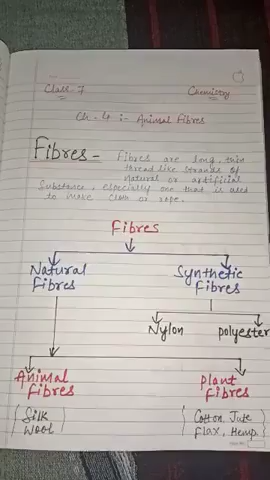 Class-7 Chemistry
Ch. 4 :- Animal Fibres
Fibres - Fibres are long, thin
thread like strands of
natural or artificial
substance, especially one that is used
to make cloth or rope.
Fibres
Natural Fibres Synthetic Fibres
Nylon polyester
Animal Fibres Plant Fibres
(Silk Wool) (Cotton, Jute Flax, Hemp)